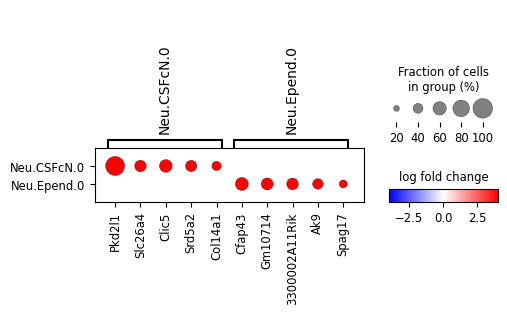 Neu.CSFcN.0
Neu.Epend.0
Fraction of cells
in group (%)
20 40 60 80 100
Neu.CSFcN.0
Neu.Epend.0
log fold change
−2.5 0.0 2.5
Pkd2l1
Slc26a4
Clic5
Srd5a2
Col14a1
Cfap43
Gm10714
3300002A11Rik
Ak9
Spag17